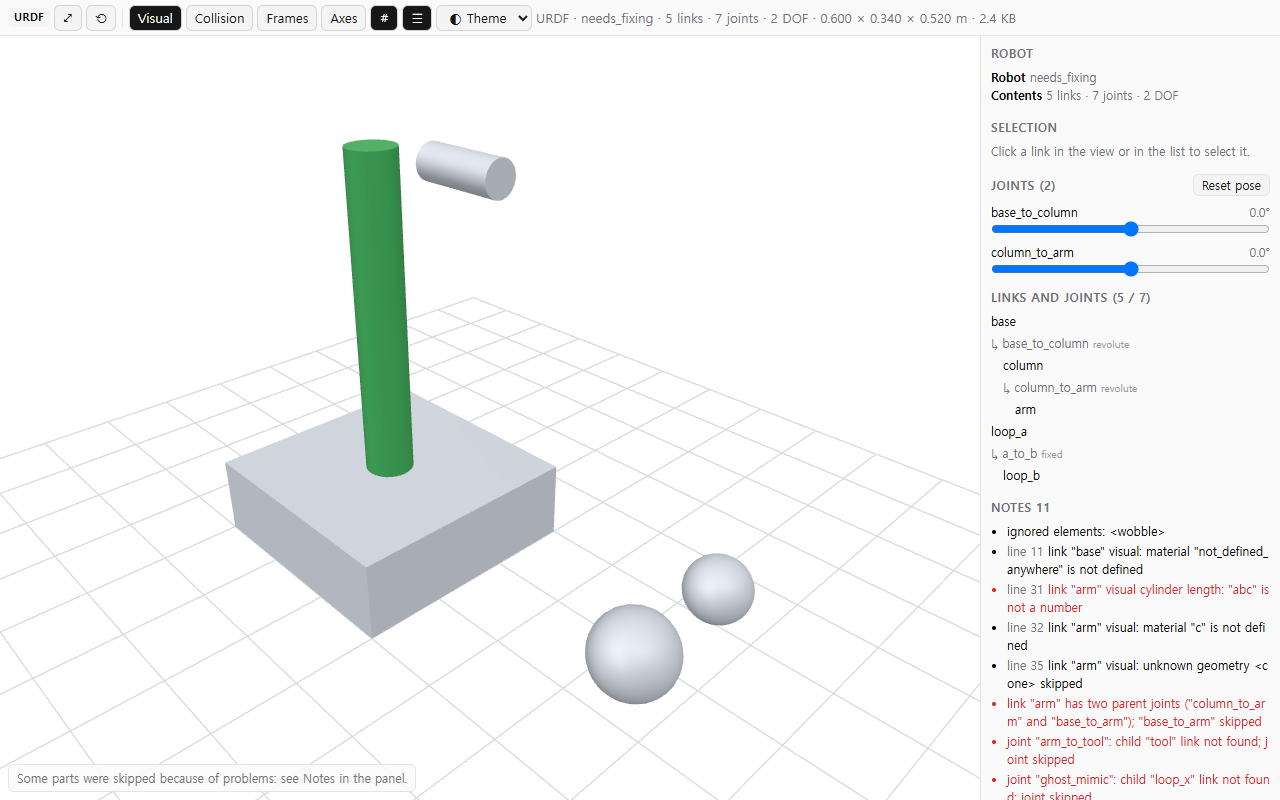 URDF Visual Collision Frames Axes # ☰ ◐ Theme URDF · needs_fixing · 5 links · 7 joints · 2 DOF · 0.600 × 0.340 × 0.520 m · 2.4 KB
ROBOT
Robot needs_fixing
Contents 5 links · 7 joints · 2 DOF
SELECTION
Click a link in the view or in the list to select it.
JOINTS (2) Reset pose
base_to_column 0.0°
column_to_arm 0.0°
LINKS AND JOINTS (5 / 7)
base
↳ base_to_column revolute
column
↳ column_to_arm revolute
arm
loop_a
↳ a_to_b fixed
loop_b
NOTES 11
• ignored elements: <wobble>
• line 11 link "base" visual: material "not_defined_
anywhere" is not defined
• line 31 link "arm" visual cylinder length: "abc" is
not a number
• line 32 link "arm" visual: material "c" is not defi
ned
• line 35 link "arm" visual: unknown geometry <c
one> skipped
• link "arm" has two parent joints ("column_to_ar
m" and "base_to_arm"); "base_to_arm" skipped
• joint "arm_to_tool": child "tool" link not found; j
oint skipped
• joint "ghost_mimic": child "loop_x" link not foun
d; joint skipped
Some parts were skipped because of problems: see Notes in the panel.